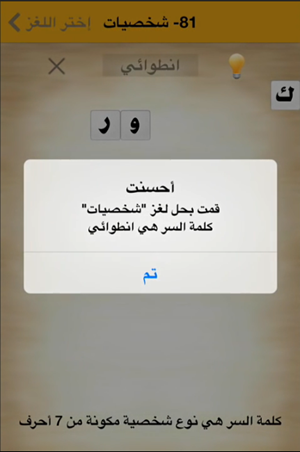 81- شخصيات
إختر اللغز
انطوائي
ك
و
ر
أحسنت
قمت بحل لغز "شخصيات"
كلمة السر هي انطوائي
تم
كلمة السر هي نوع شخصية مكونة من 7 أحرف